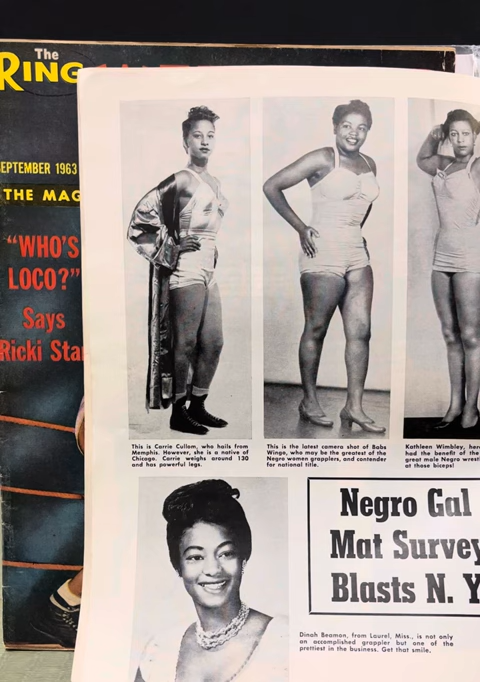 The
RING
SEPTEMBER 1963
THE MAG
"WHO'S
LOCO?"
Says
Ricki Sta
This is Carrie Cullom, who hails from
Memphis. However, she is a native of
Chicago. Carrie weighs around 130
and has powerful legs.
This is the latest camera shot of Babs
Wingo, who may be the greatest of the
Negro women grapplers, and contender
for national title.
Kathleen Wimbley, her
had the benefit of the
great male Negro wrest
at those biceps!
Negro Gal
Mat Survey
Blasts N. Y
Dinah Beamon, from Laurel, Miss., is not only
an accomplished grappler but one of the
prettiest in the business. Get that smile.